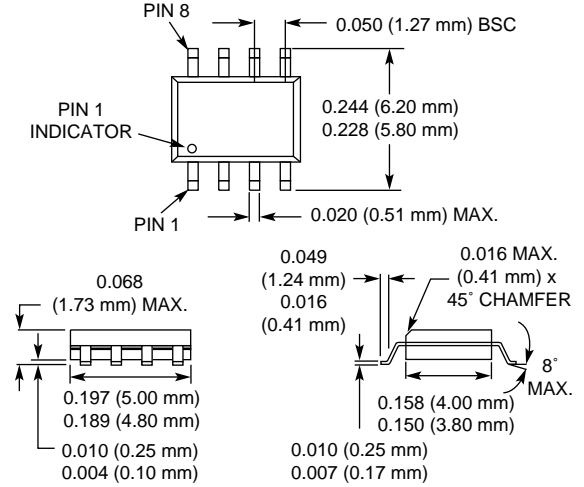 PIN 8
0.050 (1.27 mm) BSC
0.244 (6.20 mm)
0.228 (5.80 mm)
PIN 1
INDICATOR
PIN 1
0.020 (0.51 mm) MAX.
0.068
(1.73 mm) MAX.
0.197 (5.00 mm)
0.189 (4.80 mm)
0.010 (0.25 mm)
0.004 (0.10 mm)
0.049
(1.24 mm)
0.016
(0.41 mm)
0.016 MAX.
(0.41 mm) x
45° CHAMFER
8°
MAX.
0.158 (4.00 mm)
0.150 (3.80 mm)
0.010 (0.25 mm)
0.007 (0.17 mm)